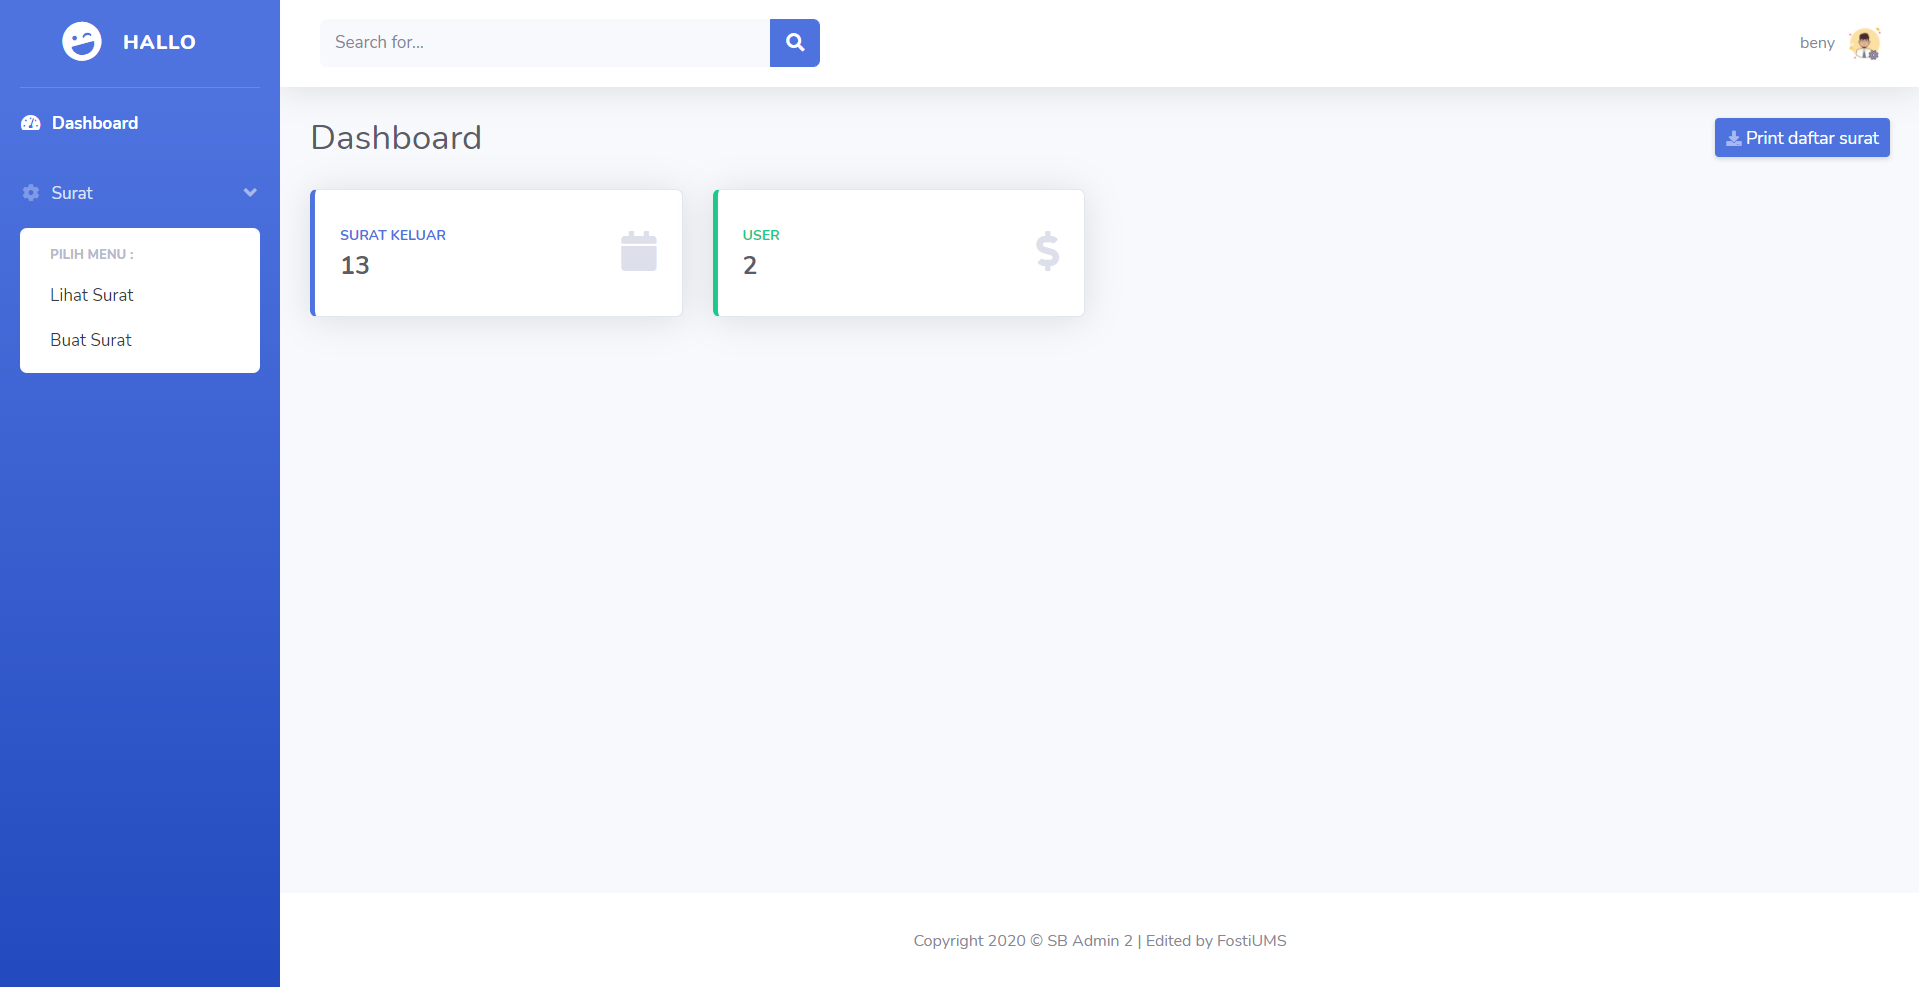 HALLO
Search for...
beny
Dashboard
Surat
PILIH MENU :
Lihat Surat
Buat Surat
Dashboard
Print daftar surat
SURAT KELUAR
13
USER
2
Copyright 2020 © SB Admin 2 | Edited by FostiUMS